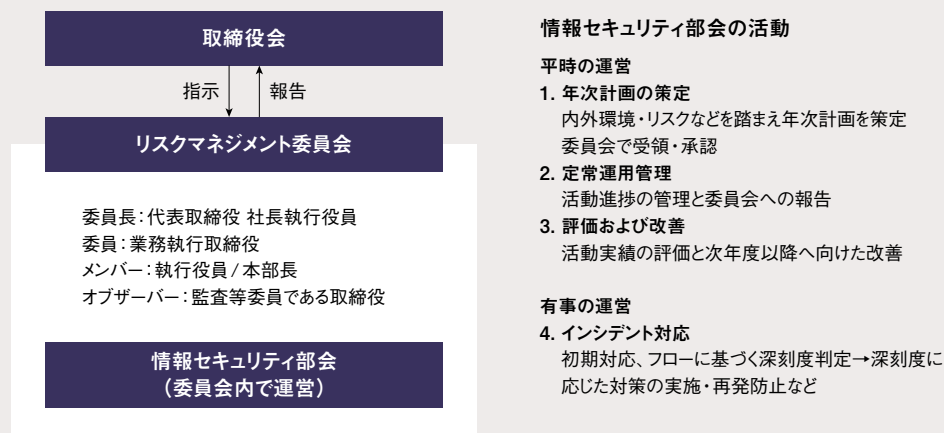 取締役会
指示
報告
リスクマネジメント委員会
委員長：代表取締役 社長執行役員
委員：業務執行取締役
メンバー：執行役員/本部長
オブザーバー：監査等委員である取締役
情報セキュリティ部会
（委員会内で運営）
情報セキュリティ部会の活動
平時の運営
1. 年次計画の策定
内外環境・リスクなどを踏まえ年次計画を策定
委員会で受領・承認
2. 定常運用管理
活動進捗の管理と委員会への報告
3. 評価および改善
活動実績の評価と次年度以降へ向けた改善
有事の運営
4. インシデント対応
初期対応、フローに基づく深刻度判定→深刻度に
応じた対策の実施・再発防止など